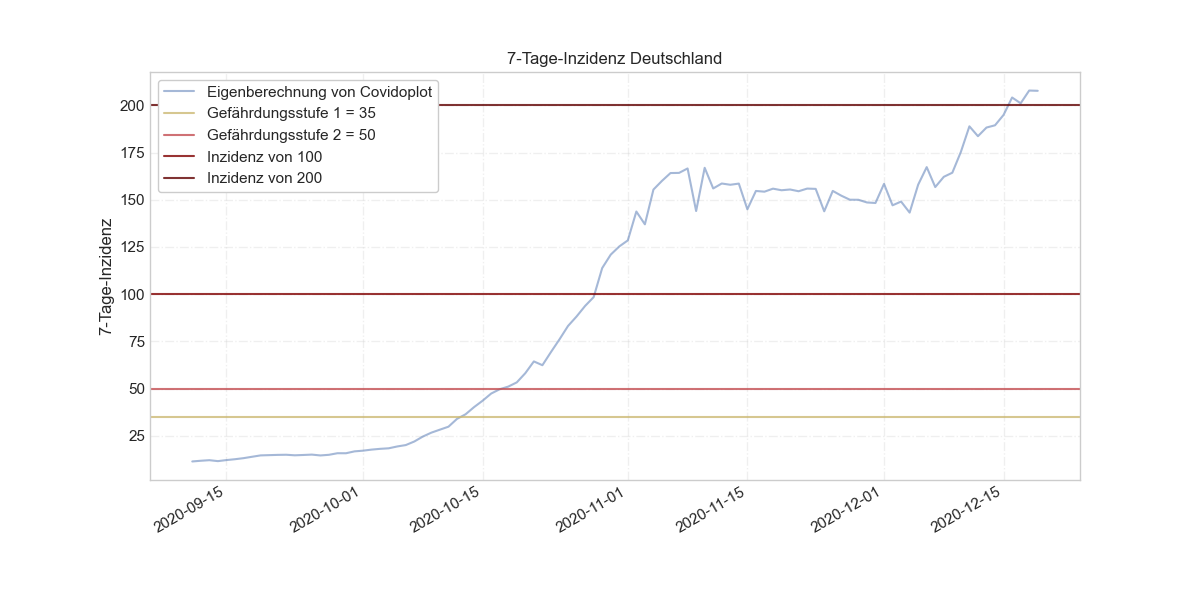 7-Tage-Inzidenz Deutschland
Eigenberechnung von Covidoplot
Gefährdungsstufe 1 = 35
Gefährdungsstufe 2 = 50
Inzidenz von 100
Inzidenz von 200
7-Tage-Inzidenz
200
175
150
125
100
75
50
25
2020-09-15
2020-10-01
2020-10-15
2020-11-01
2020-11-15
2020-12-01
2020-12-15